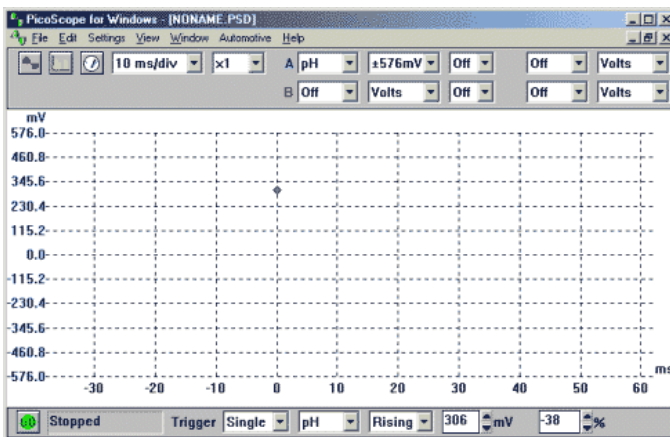 PicoScope for Windows - [NONAME.PSD]
File Edit Settings View Window Automotive Help
10 ms/div x1 A pH ±576mV Off Off Volts
B Off Volts Off Off Volts
mV
576.0
460.8
345.6
230.4
0.0
-115.2
-230.4
-345.6
-460.8
-576.0
ms
-30 -20 -10 0 10 20 30 40 50 60
GO Stopped Trigger Single pH Rising 306 mV -38 %